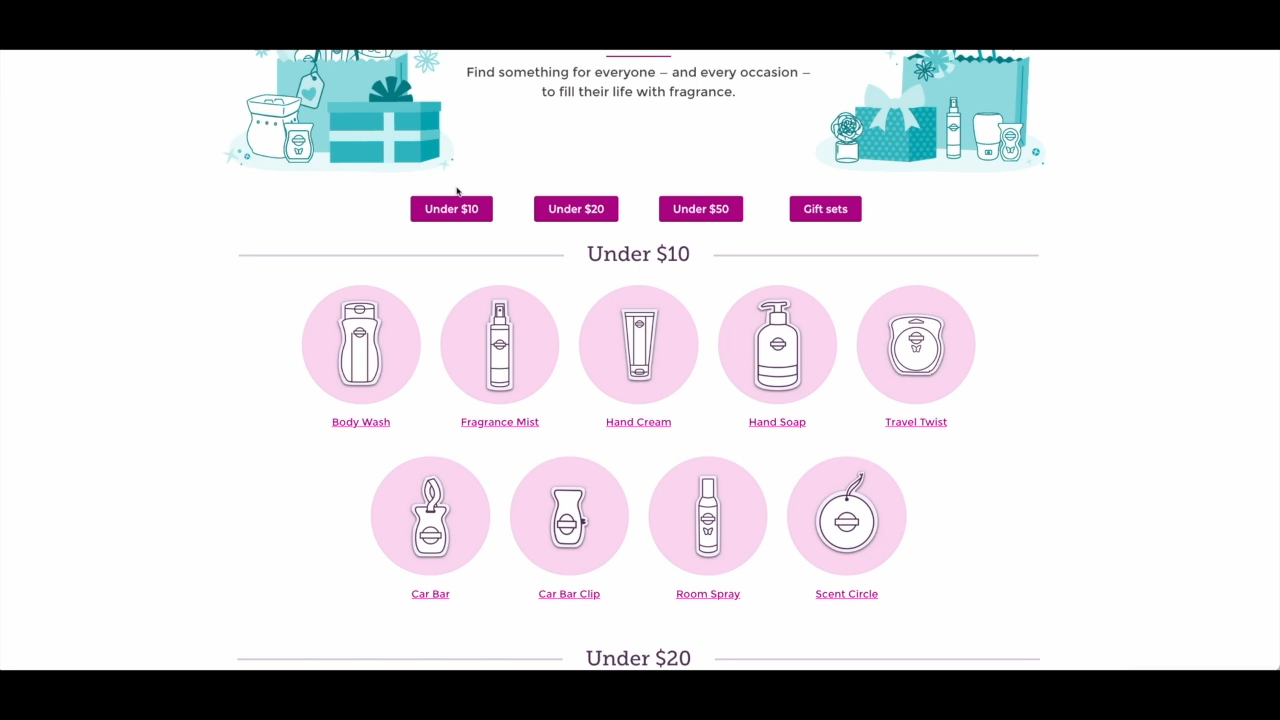 Find something for everyone – and every occasion –
to fill their life with fragrance.
Under $10
Under $20
Under $50
Gift sets
Under $10
Body Wash
Fragrance Mist
Hand Cream
Hand Soap
Travel Twist
Car Bar
Car Bar Clip
Room Spray
Scent Circle
Under $20